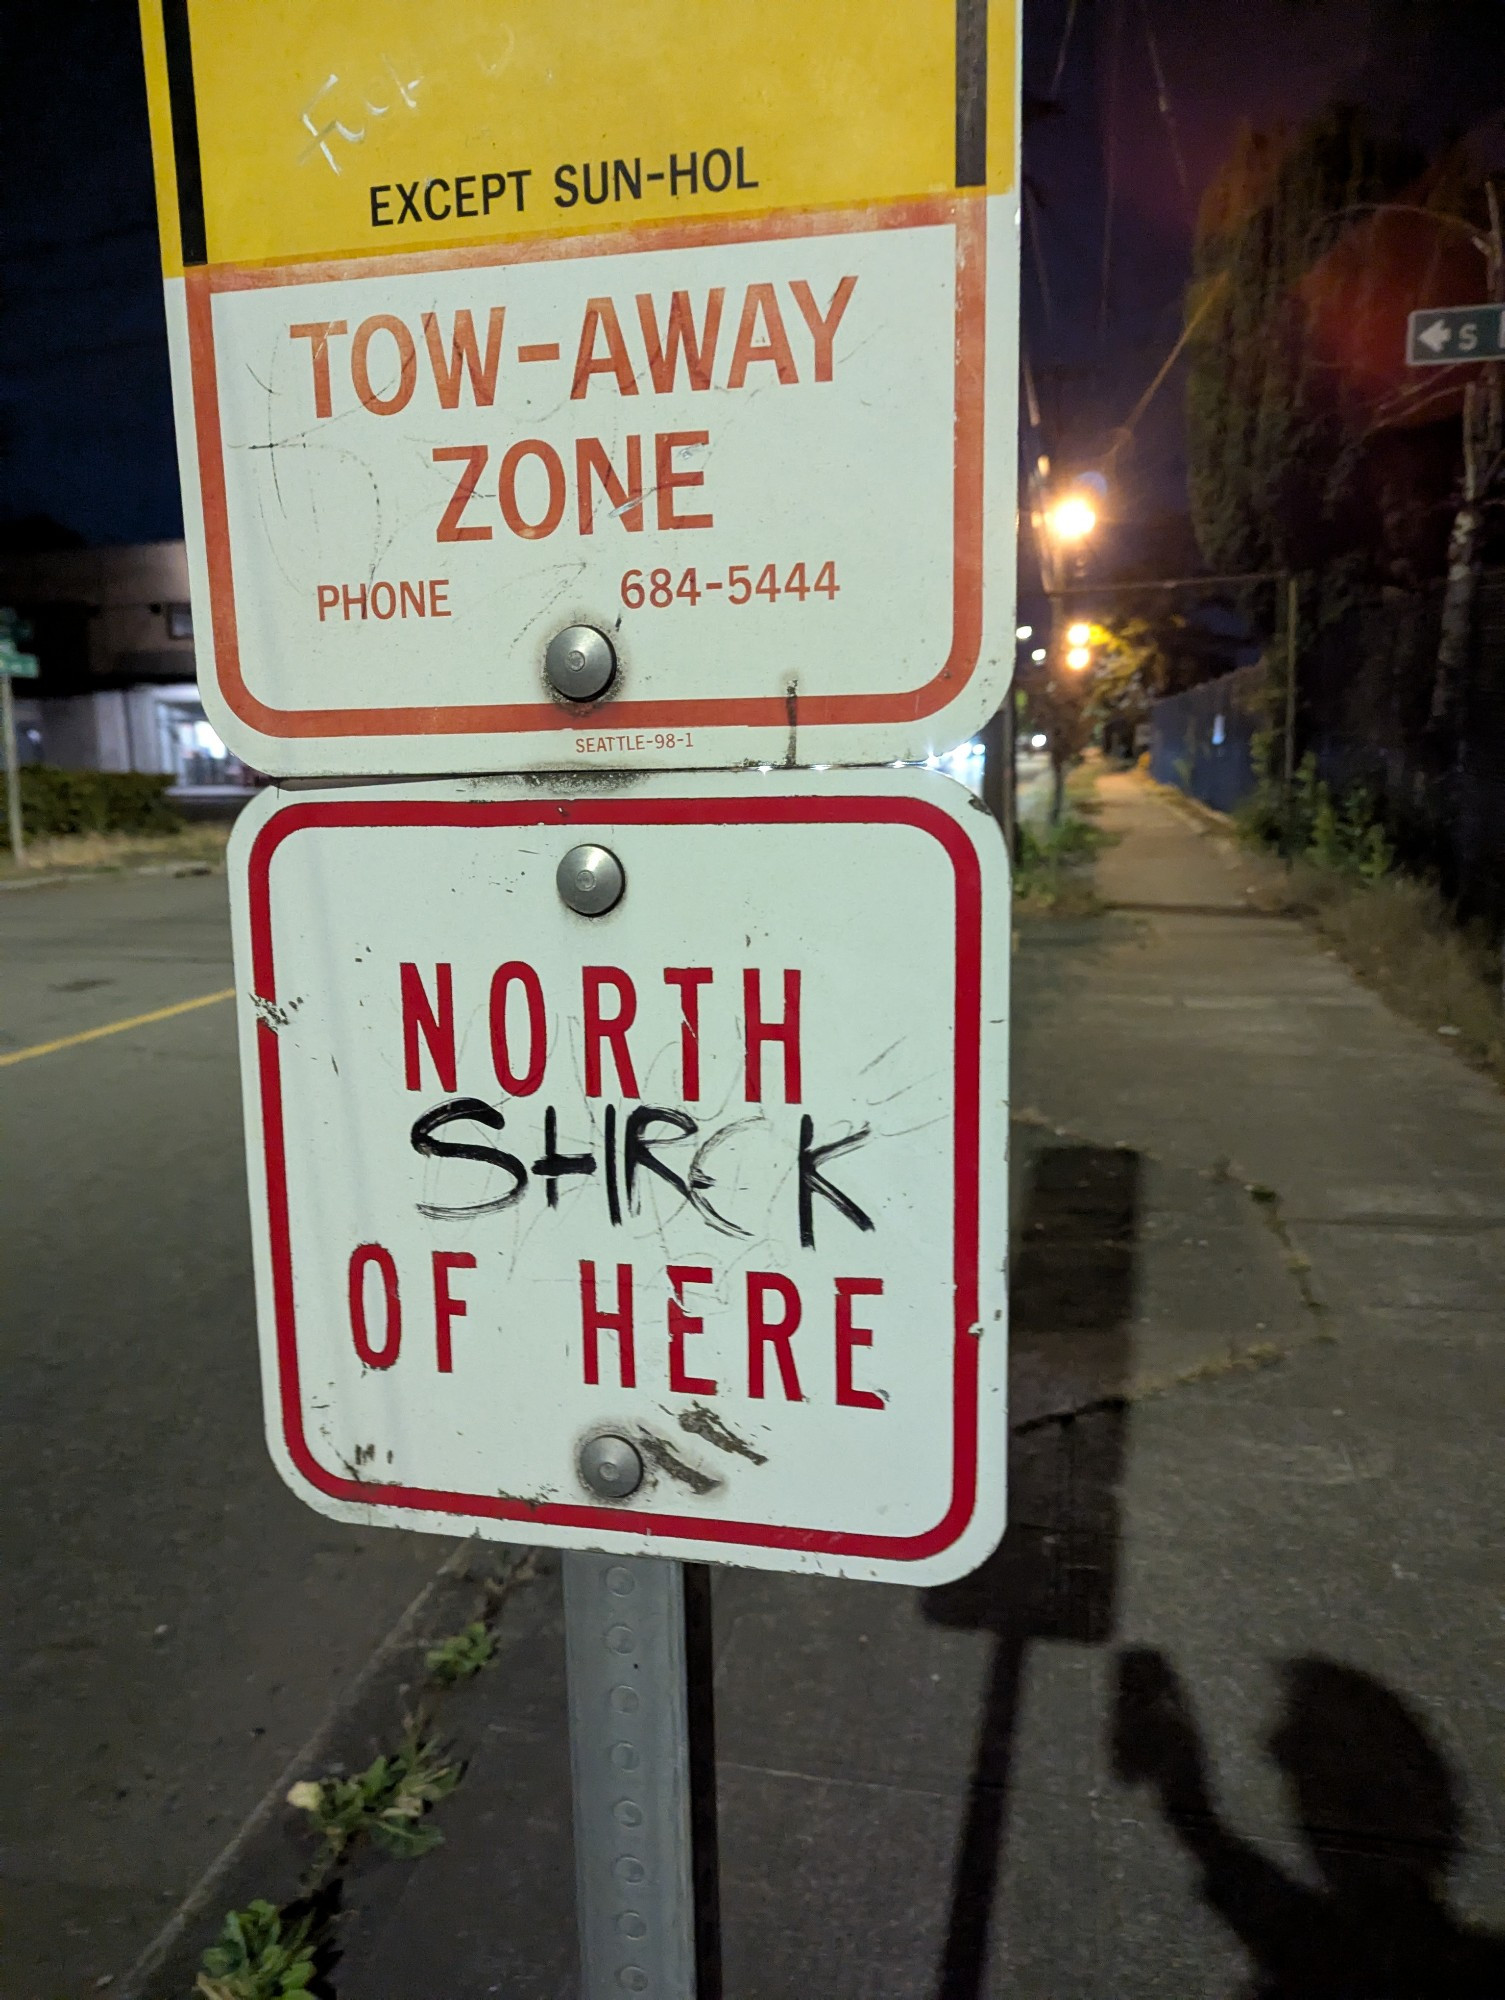 EXCEPT SUN-HOL
TOW-AWAY
ZONE
PHONE 684-5444
SEATTLE-98-1
NORTH
SHREK
OF HERE
S